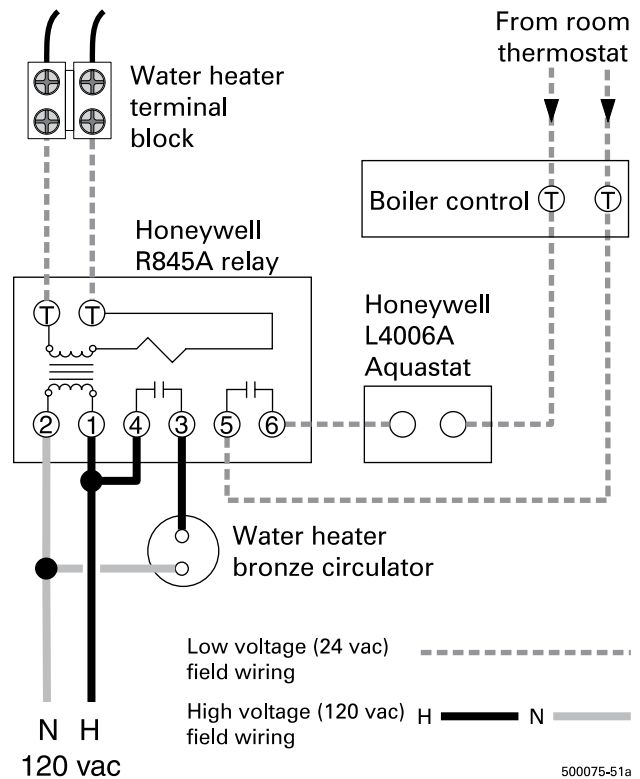 From room
thermostat
Water heater
terminal
block
Boiler control
T
T
Honeywell
R845A relay
Honeywell
L4006A
Aquastat
T
T
2
1
4
3
5
6
Water heater
bronze circulator
Low voltage (24 vac)
field wiring
High voltage (120 vac)
field wiring
H
N
N H
120 vac
500075-51a